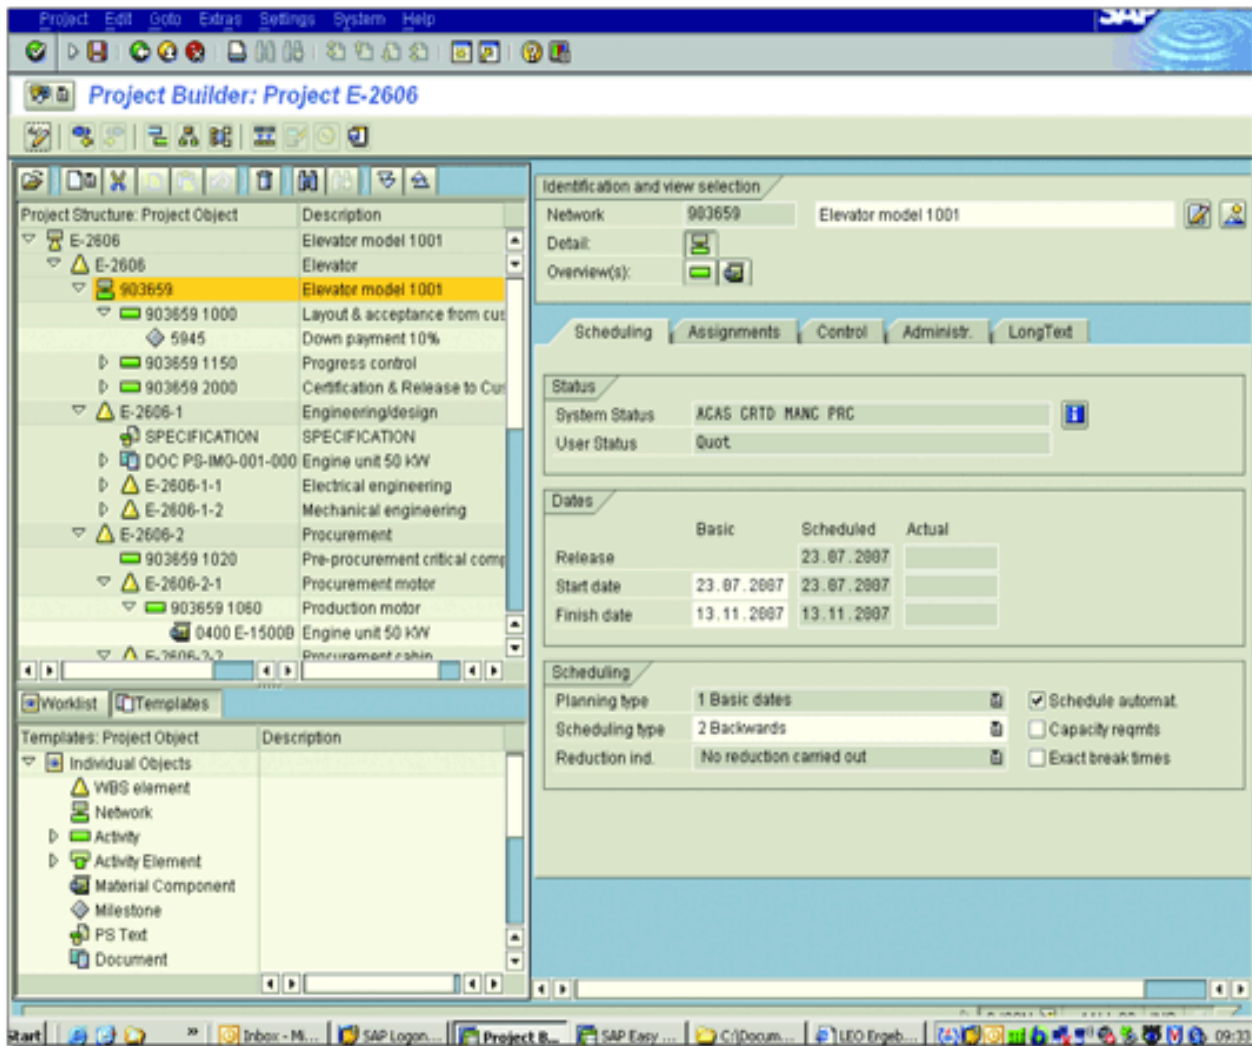 Project Edit Goto Extras Settings System Help
SAP
Project Builder: Project E-2606
Project Structure: Project Object Description
E-2606 Elevator model 1001
E-2606 Elevator
903659 Elevator model 1001
903659 1000 Layout & acceptance from cus
5945 Down payment 10%
903659 1150 Progress control
903659 2000 Certification & Release to Cus
E-2606-1 Engineering/design
SPECIFICATION SPECIFICATION
DOC PS-IMG-001-000 Engine unit 50 kW
E-2606-1-1 Electrical engineering
E-2606-1-2 Mechanical engineering
E-2606-2 Procurement
903659 1020 Pre-procurement critical comp
E-2606-2-1 Procurement motor
903659 1060 Production motor
0400 E-1500B Engine unit 50 kW
E-2606-2-2 Procurement cabin
Worklist Templates
Templates: Project Object Description
Individual Objects
WBS element
Network
Activity
Activity Element
Material Component
Milestone
PS Text
Document
Identification and view selection
Network 903659 Elevator model 1001
Detail:
Overview(s):
Scheduling Assignments Control Administr. LongText
Status
System Status ACAS CRTD MANC PRC
User Status Quot
Dates
Basic Scheduled Actual
Release 23.07.2007
Start date 23.07.2007 23.07.2007
Finish date 13.11.2007 13.11.2007
Scheduling
Planning type 1 Basic dates Schedule automat.
Scheduling type 2 Backwards Capacity reqmts
Reduction ind. No reduction carried out Exact break times
Start » Inbox - Mi... SAP Logon... Project B... SAP Easy ... C:\Docum... LEO Ergeb... 09:33